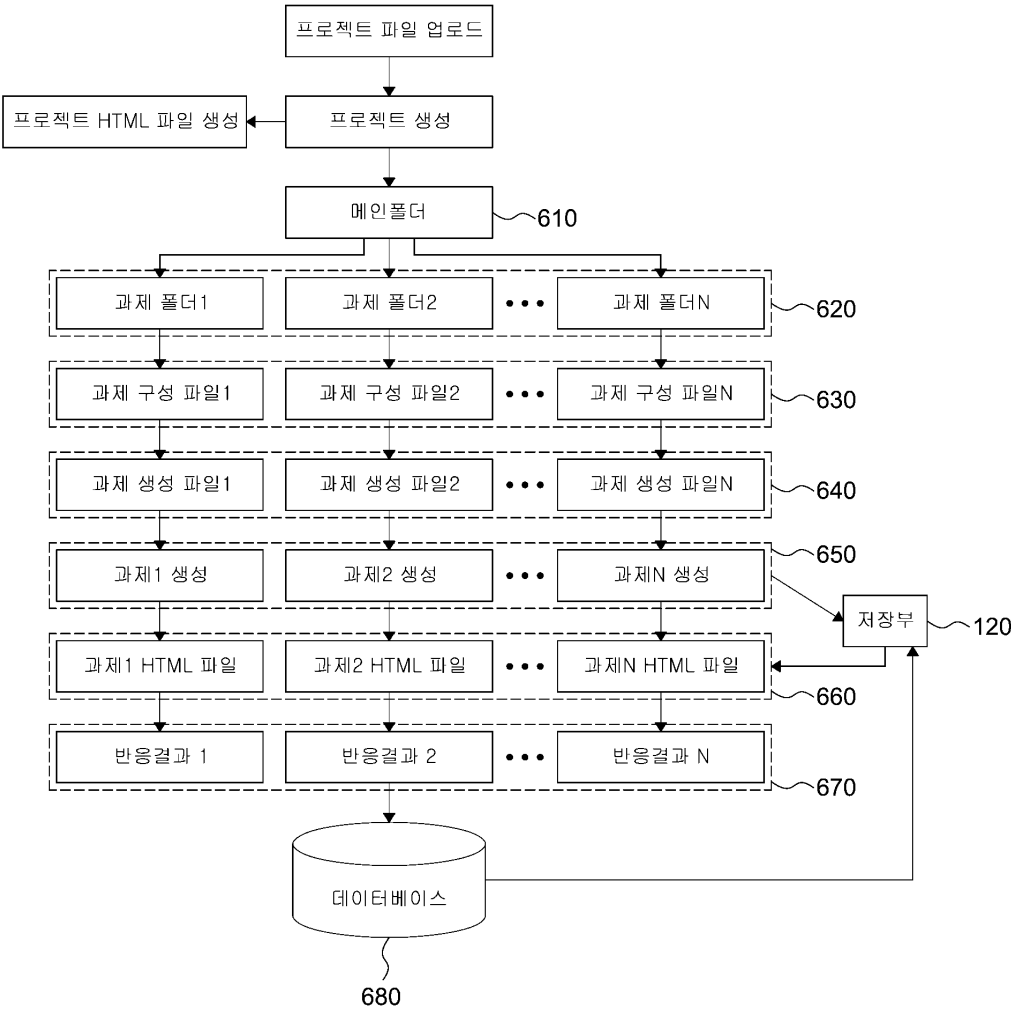 프로젝트 파일 업로드
프로젝트 HTML 파일 생성
프로젝트 생성
메인폴더
610
과제 폴더1
과제 폴더2
과제 폴더N
620
과제 구성 파일1
과제 구성 파일2
과제 구성 파일N
630
과제 생성 파일1
과제 생성 파일2
과제 생성 파일N
640
650
과제1 생성
과제2 생성
과제N 생성
저장부
120
과제1 HTML 파일
과제2 HTML 파일
과제N HTML 파일
660
반응결과 1
반응결과 2
반응결과 N
670
데이터베이스
680